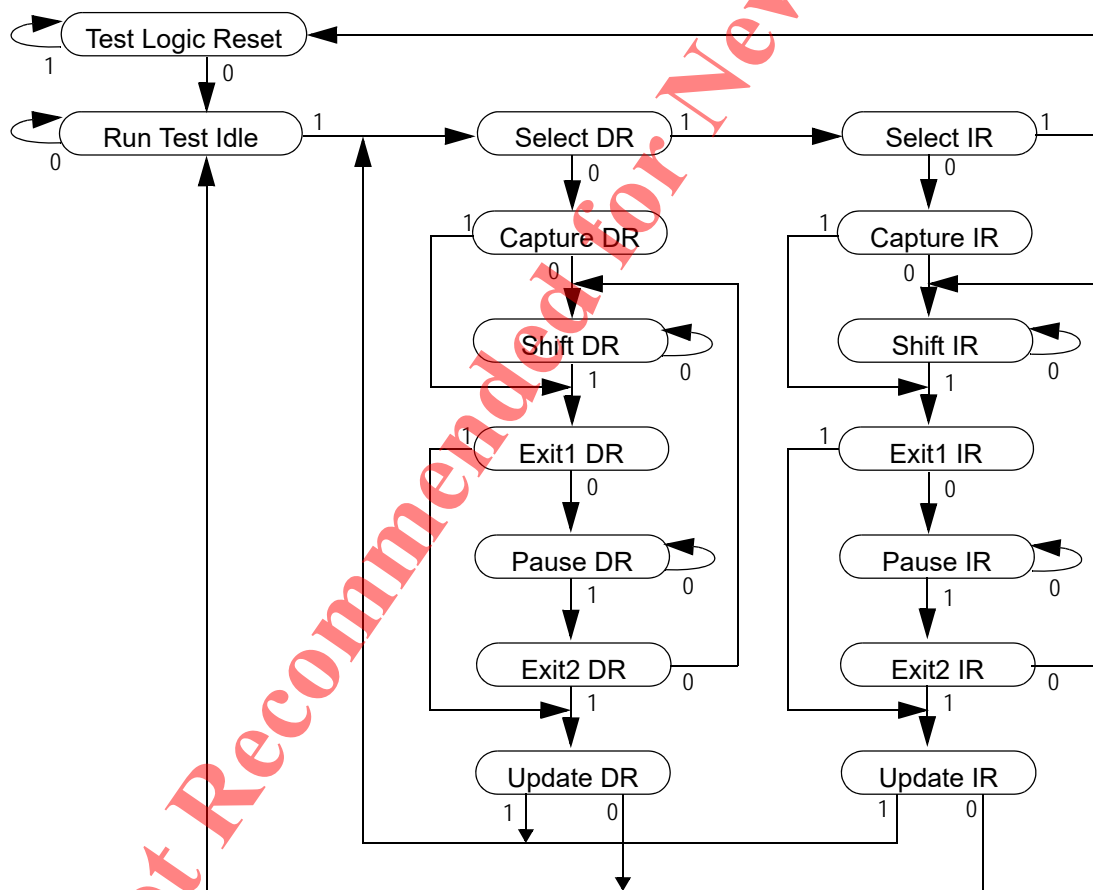 Test Logic Reset
1
0
Run Test Idle
0
1
Select DR
1
0
Select IR
1
0
Capture DR
1
0
Capture IR
1
0
Shift DR
0
1
Shift IR
0
1
Exit1 DR
1
0
Exit1 IR
1
0
Pause DR
0
1
Pause IR
0
1
Exit2 DR
0
1
Exit2 IR
0
1
Update DR
1
0
Update IR
1
0
Recommended for New